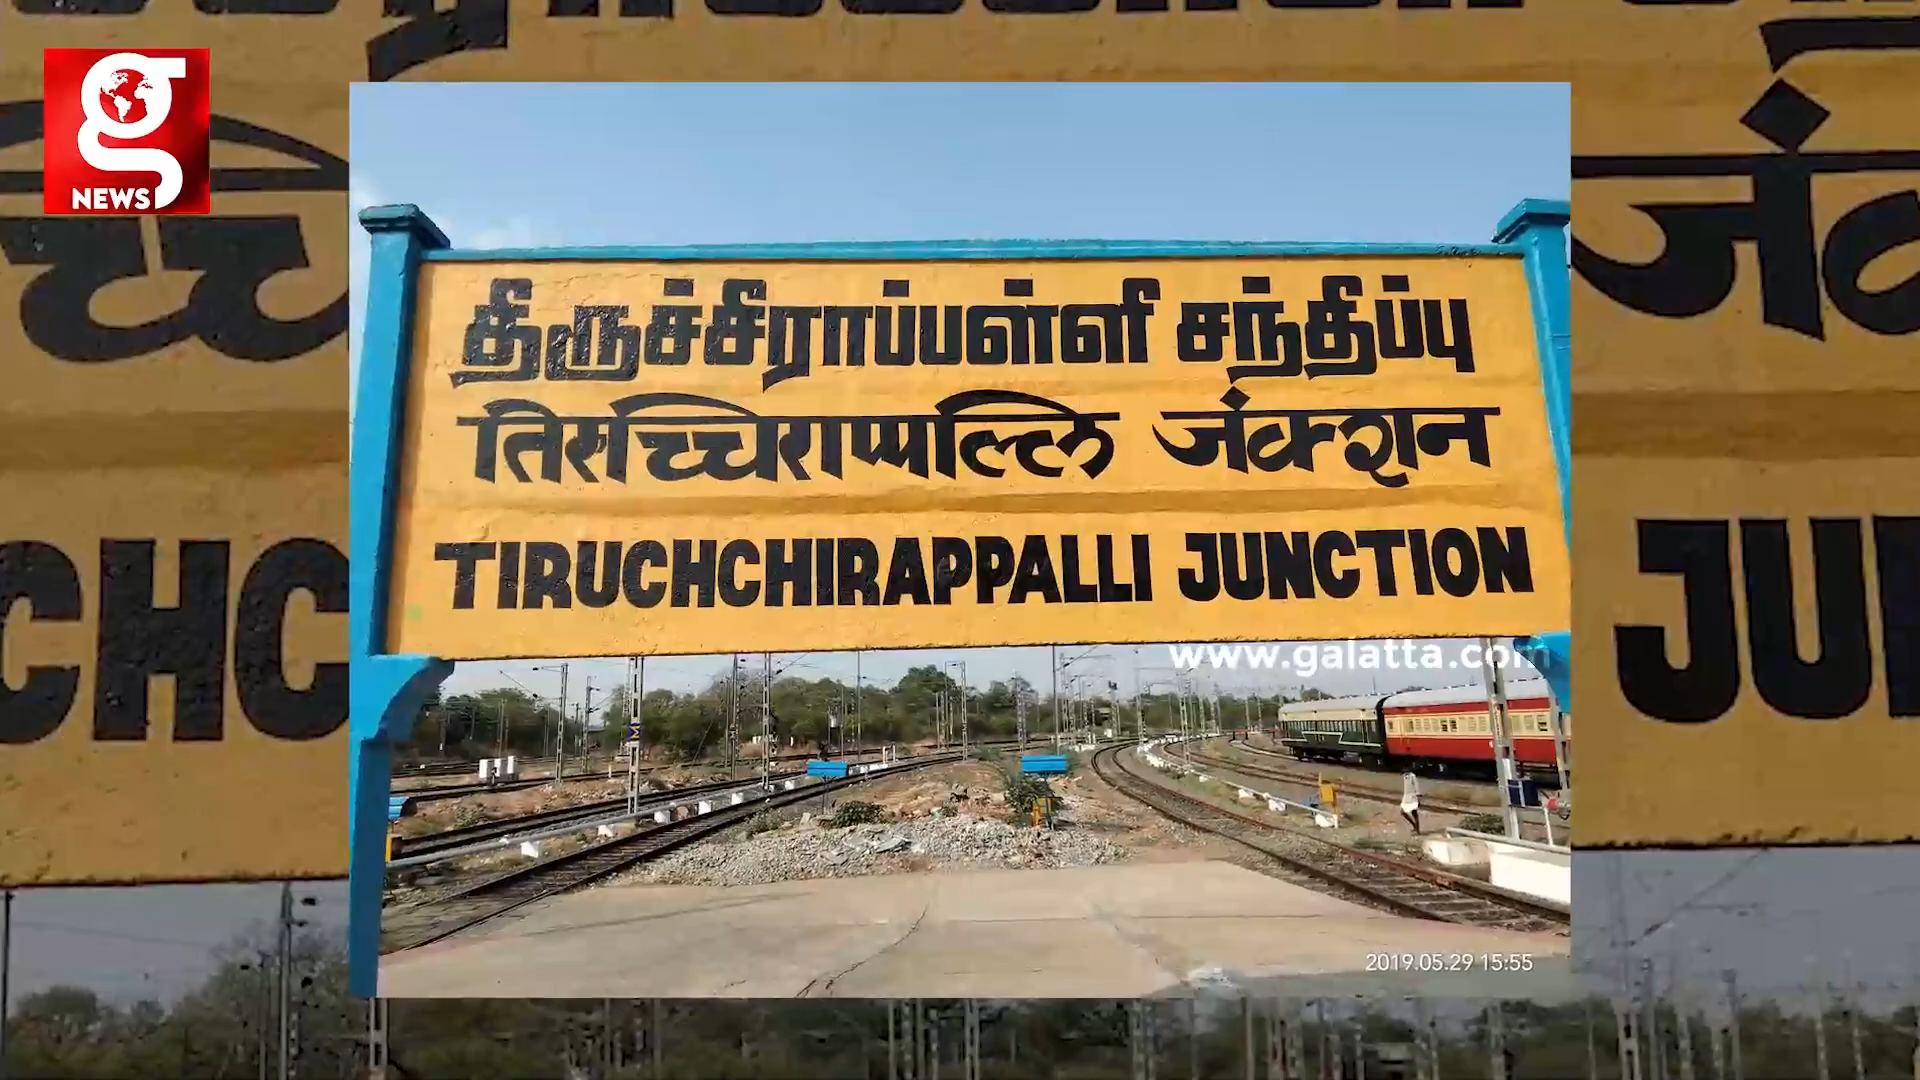 NEWS
திருச்சிராப்பள்ளி சந்திப்பு
तिरुच्चिराप्पल्लि जंक्शन
TIRUCHCHIRAPPALLI JUNCTION
www.galatta.com
2019.05.29 15:55